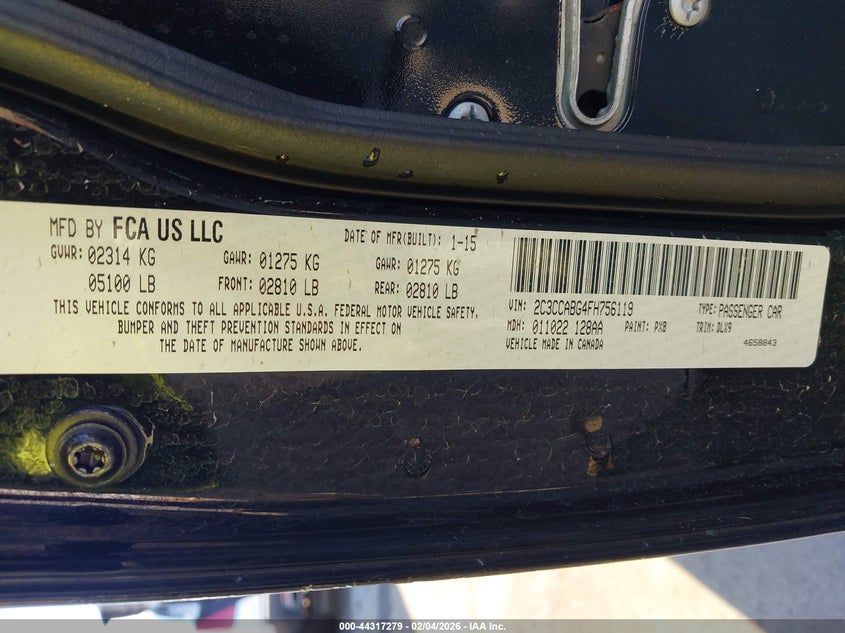 MFD BY FCA US LLC
DATE OF MFR(BUILT): 1-15
GVWR: 02314 KG GAWR: 01275 KG GAWR: 01275 KG
05100 LB FRONT: 02810 LB REAR: 02810 LB
THIS VEHICLE CONFORMS TO ALL APPLICABLE U.S.A. FEDERAL MOTOR VEHICLE SAFETY,
BUMPER AND THEFT PREVENTION STANDARDS IN EFFECT ON
THE DATE OF MANUFACTURE SHOWN ABOVE.
VIN: 2C3CCABG4FH756119 TYPE: PASSENGER CAR
MDH: 011022 128AA PAINT: PX8 TRIM: DLX9
VEHICLE MADE IN CANADA 4658843
000-44317279 - 02/04/2026 - IAA Inc.